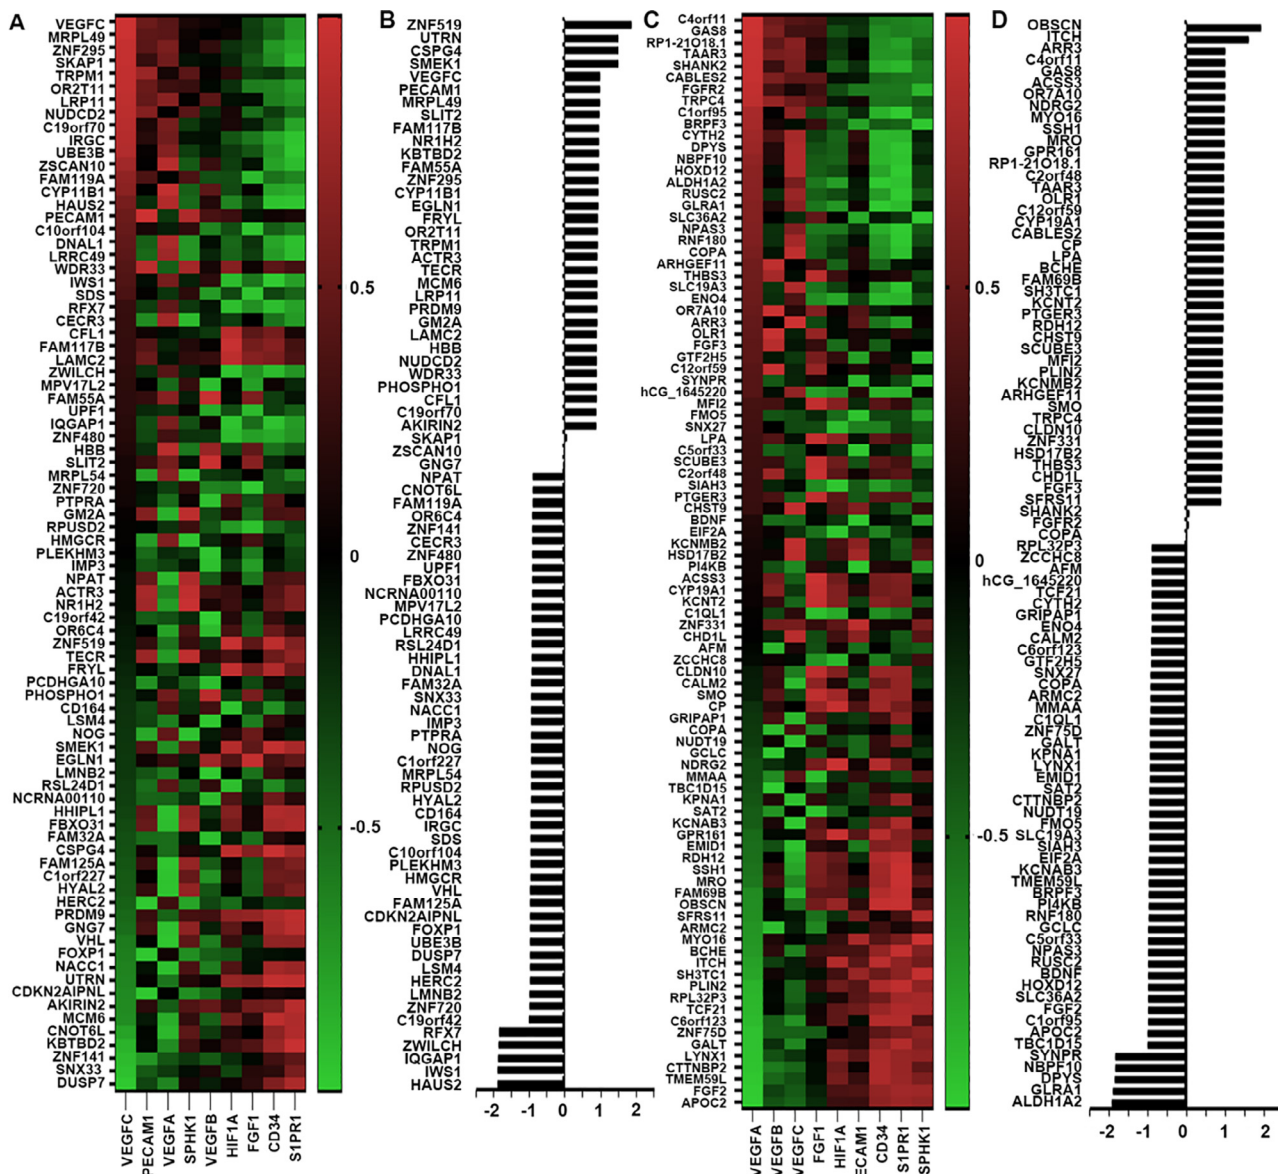 A
VEGFC
MRPL49
ZNF295
SKAP1
TRPM1
OR2T11
LRP11
NUDCD2
C19orf70
IRGC
UBE3B
ZSCAN10
FAM119A
CYP11B1
HAUS2
PECAM1
C10orf104
DNAL1
LRRC49
WDR33
IWS1
SDS
RFX7
CECR3
CFL1
FAM117B
LAMC2
ZWILCH
MPV17L2
FAM55A
UPF1
IQGAP1
ZNF480
HBB
SLIT2
MRPL54
ZNF720
PTPRA
GM2A
RPUSD2
HMGCR
PLEKHM3
IMP3
NPAT
ACTR3
NR1H2
C19orf42
OR6C4
ZNF519
TECR
FRYL
PCDHGA10
PHOSPHO1
CD164
LSM4
NOG
SMEK1
EGLN1
LMNB2
RSL24D1
NCRNA00110
HHIPL1
FBXO31
FAM32A
CSPG4
FAM125A
C1orf227
HYAL2
HERC2
PRDM9
GNG7
VHL
FOXP1
NACC1
UTRN
CDKN2AIPNL
AKIRIN2
MCM6
CNOT6L
KBTBD2
ZNF141
SNX33
DUSP7
VEGFC
PECAM1
VEGFA
SPHK1
VEGFB
HIF1A
FGF1
CD34
S1PR1
0.5
0
-0.5
B
ZNF519
UTRN
CSPG4
SMEK1
VEGFC
PECAM1
MRPL49
SLIT2
FAM117B
NR1H2
KBTBD2
FAM55A
ZNF295
CYP11B1
EGLN1
FRYL
OR2T11
TRPM1
ACTR3
TECR
MCM6
LRP11
PRDM9
GM2A
LAMC2
HBB
NUDCD2
WDR33
PHOSPHO1
CFL1
C19orf70
AKIRIN2
SKAP1
ZSCAN10
GNG7
NPAT
CNOT6L
FAM119A
OR6C4
ZNF141
CECR3
ZNF480
UPF1
FBXO31
NCRNA00110
MPV17L2
PCDHGA10
LRRC49
RSL24D1
HHIPL1
DNAL1
FAM32A
SNX33
NACC1
IMP3
PTPRA
NOG
C1orf227
MRPL54
RPUSD2
HYAL2
CD164
IRGC
SDS
C10orf104
PLEKHM3
HMGCR
VHL
FAM125A
CDKN2AIPNL
FOXP1
UBE3B
DUSP7
LSM4
HERC2
LMNB2
ZNF720
C19orf42
RFX7
ZWILCH
IQGAP1
IWS1
HAUS2
-2 -1 0 1 2
C
C4orf11
GAS8
RP1-21O18.1
TAAR3
SHANK2
CABLES2
FGFR2
TRPC4
C1orf95
BRPF3
CYTH2
DPYS
NBPF10
HOXD12
ALDH1A2
RUSC2
GLRA1
SLC36A2
NPAS3
RNF180
COPA
ARHGEF11
THBS3
SLC19A3
ENO4
OR7A10
ARR3
OLR1
FGF3
GTF2H5
C12orf59
SYNPR
hCG_1645220
MFI2
FMO5
SNX27
LPA
C5orf33
SCUBE3
C2orf48
SIAH3
PTGER3
CHST9
BDNF
EIF2A
KCNMB2
HSD17B2
PI4KB
ACSS3
CYP19A1
KCNT2
C1QL1
ZNF331
CHD1L
AFM
ZCCHC8
CLDN10
CALM2
SMO
CP
GRIPAP1
COPA
NUDT19
GCLC
NDRG2
MMAA
TBC1D15
KPNA1
SAT2
KCNAB3
GPR161
EMID1
RDH12
SSH1
MRO
FAM69B
OBSCN
SFRS11
ARMC2
MYO16
BCHE
ITCH
SH3TC1
PLIN2
RPL32P3
TCF21
C6orf123
ZNF75D
GALT
LYNX1
CTTNBP2
TMEM59L
FGF2
APOC2
VEGFA
VEGFB
VEGFC
FGF1
HIF1A
ECAM1
CD34
S1PR1
SPHK1
0.5
0
-0.5
D
OBSCN
ITCH
ARR3
C4orf11
GAS8
ACSS3
OR7A10
NDRG2
MYO16
SSH1
MRO
GPR161
RP1-21O18.1
C2orf48
TAAR3
OLR1
C12orf59
CYP19A1
CABLES2
CP
LPA
BCHE
FAM69B
SH3TC1
KCNT2
PTGER3
RDH12
CHST9
SCUBE3
MFI2
PLIN2
KCNMB2
ARHGEF11
SMO
TRPC4
CLDN10
ZNF331
HSD17B2
THBS3
CHD1L
FGF3
SFRS11
SHANK2
FGFR2
COPA
RPL32P3
ZCCHC8
AFM
hCG_1645220
TCF21
CYTH2
GRIPAP1
ENO4
CALM2
C6orf123
GTF2H5
SNX27
COPA
ARMC2
MMAA
C1QL1
ZNF75D
GALT
KPNA1
LYNX1
EMID1
SAT2
CTTNBP2
NUDT19
FMO5
SLC19A3
SIAH3
EIF2A
KCNAB3
TMEM59L
BRPF3
PI4KB
RNF180
GCLC
C5orf33
NPAS3
RUSC2
BDNF
HOXD12
SLC36A2
FGF2
C1orf95
APOC2
TBC1D15
SYNPR
NBPF10
DPYS
GLRA1
ALDH1A2
-2 -1 0 1 2